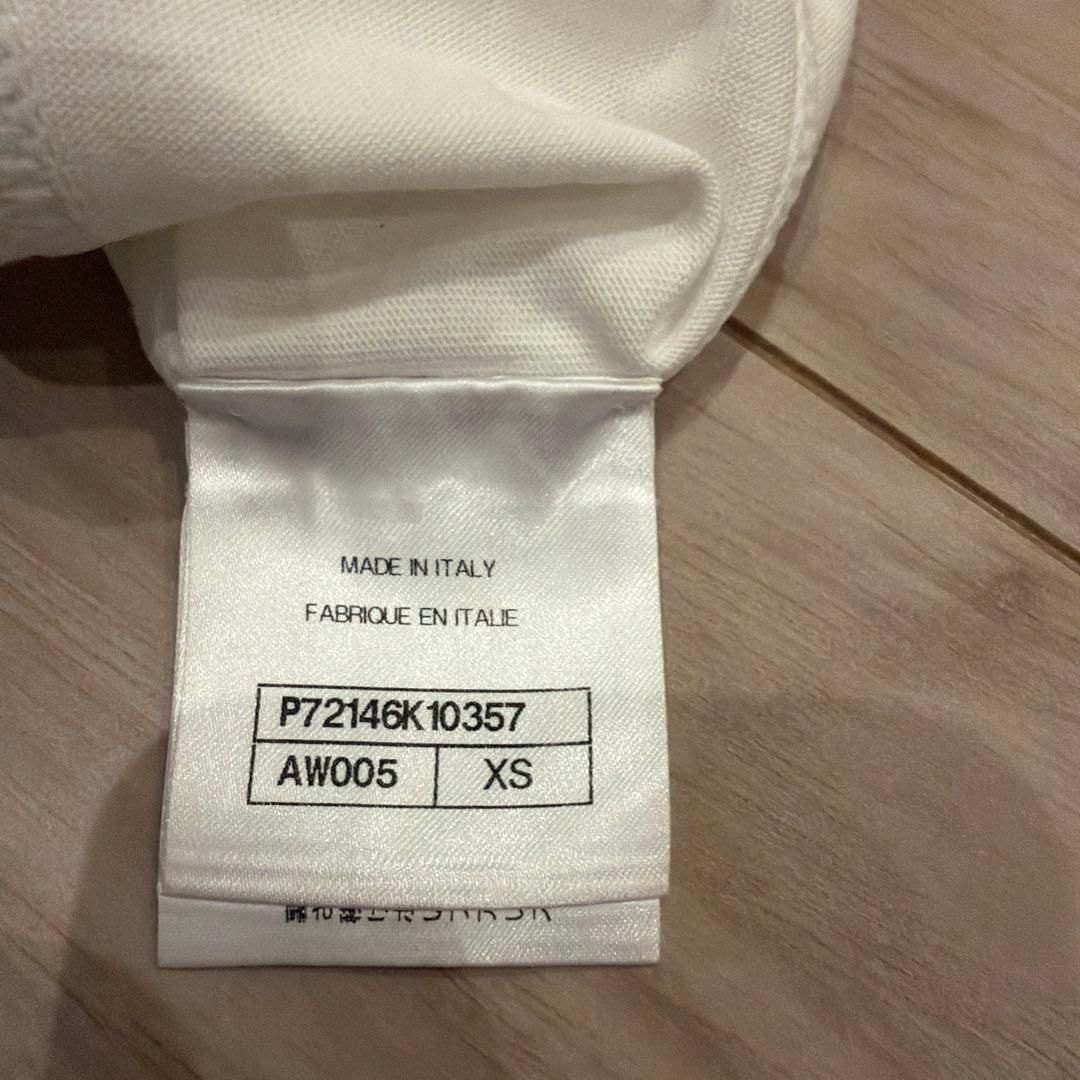 MADE IN ITALY
FABRIQUE EN ITALIE
P72146K10357
AW005 XS